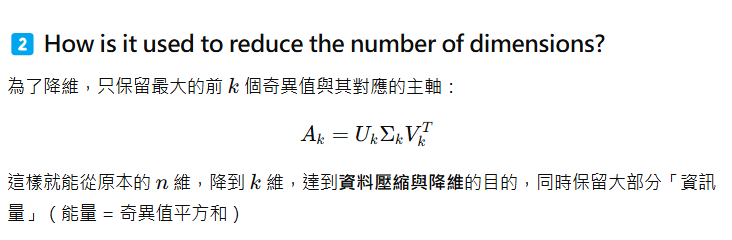 2 How is it used to reduce the number of dimensions?
為了降維，只保留最大的前 k 個奇異值與其對應的主軸：
A_k = U_k Σ_k V_k^T
這樣就能從原本的 n 維，降到 k 維，達到資料壓縮與降維的目的，同時保留大部分「資訊
量」（能量 = 奇異值平方和）